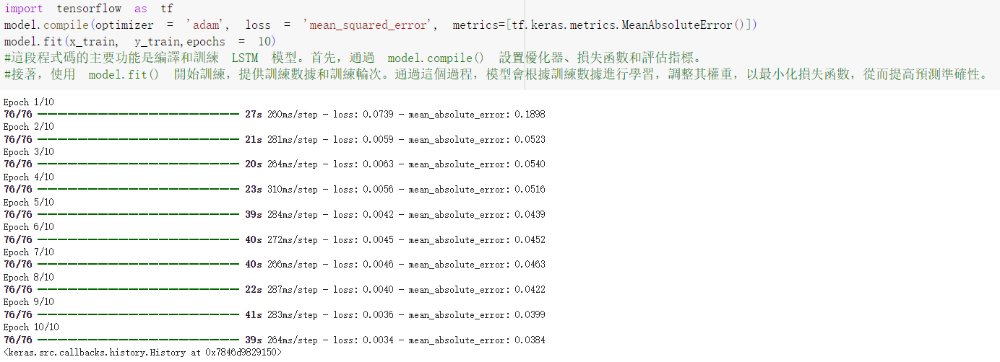 import tensorflow as tf
model.compile(optimizer = 'adam', loss = 'mean_squared_error', metrics=[tf.keras.metrics.MeanAbsoluteError()])
model.fit(x_train, y_train,epochs = 10)
#這段程式碼的主要功能是編譯和訓練 LSTM 模型。首先，通過 model.compile() 設置優化器、損失函數和評估指標。
#接著，使用 model.fit() 開始訓練，提供訓練數據和訓練輪次。通過這個過程，模型會根據訓練數據進行學習，調整其權重，以最小化損失函數，從而提高預測準確性。
Epoch 1/10
76/76 ━━━━━━━━━━━━━━━━━━━━ 27s 260ms/step - loss: 0.0739 - mean_absolute_error: 0.1898
Epoch 2/10
76/76 ━━━━━━━━━━━━━━━━━━━━ 21s 281ms/step - loss: 0.0059 - mean_absolute_error: 0.0523
Epoch 3/10
76/76 ━━━━━━━━━━━━━━━━━━━━ 20s 264ms/step - loss: 0.0063 - mean_absolute_error: 0.0540
Epoch 4/10
76/76 ━━━━━━━━━━━━━━━━━━━━ 23s 310ms/step - loss: 0.0056 - mean_absolute_error: 0.0516
Epoch 5/10
76/76 ━━━━━━━━━━━━━━━━━━━━ 39s 284ms/step - loss: 0.0042 - mean_absolute_error: 0.0439
Epoch 6/10
76/76 ━━━━━━━━━━━━━━━━━━━━ 40s 272ms/step - loss: 0.0045 - mean_absolute_error: 0.0452
Epoch 7/10
76/76 ━━━━━━━━━━━━━━━━━━━━ 40s 266ms/step - loss: 0.0046 - mean_absolute_error: 0.0463
Epoch 8/10
76/76 ━━━━━━━━━━━━━━━━━━━━ 22s 287ms/step - loss: 0.0040 - mean_absolute_error: 0.0422
Epoch 9/10
76/76 ━━━━━━━━━━━━━━━━━━━━ 41s 283ms/step - loss: 0.0036 - mean_absolute_error: 0.0399
Epoch 10/10
76/76 ━━━━━━━━━━━━━━━━━━━━ 39s 264ms/step - loss: 0.0034 - mean_absolute_error: 0.0384
<keras.src.callbacks.history.History at 0x7846d9829150>